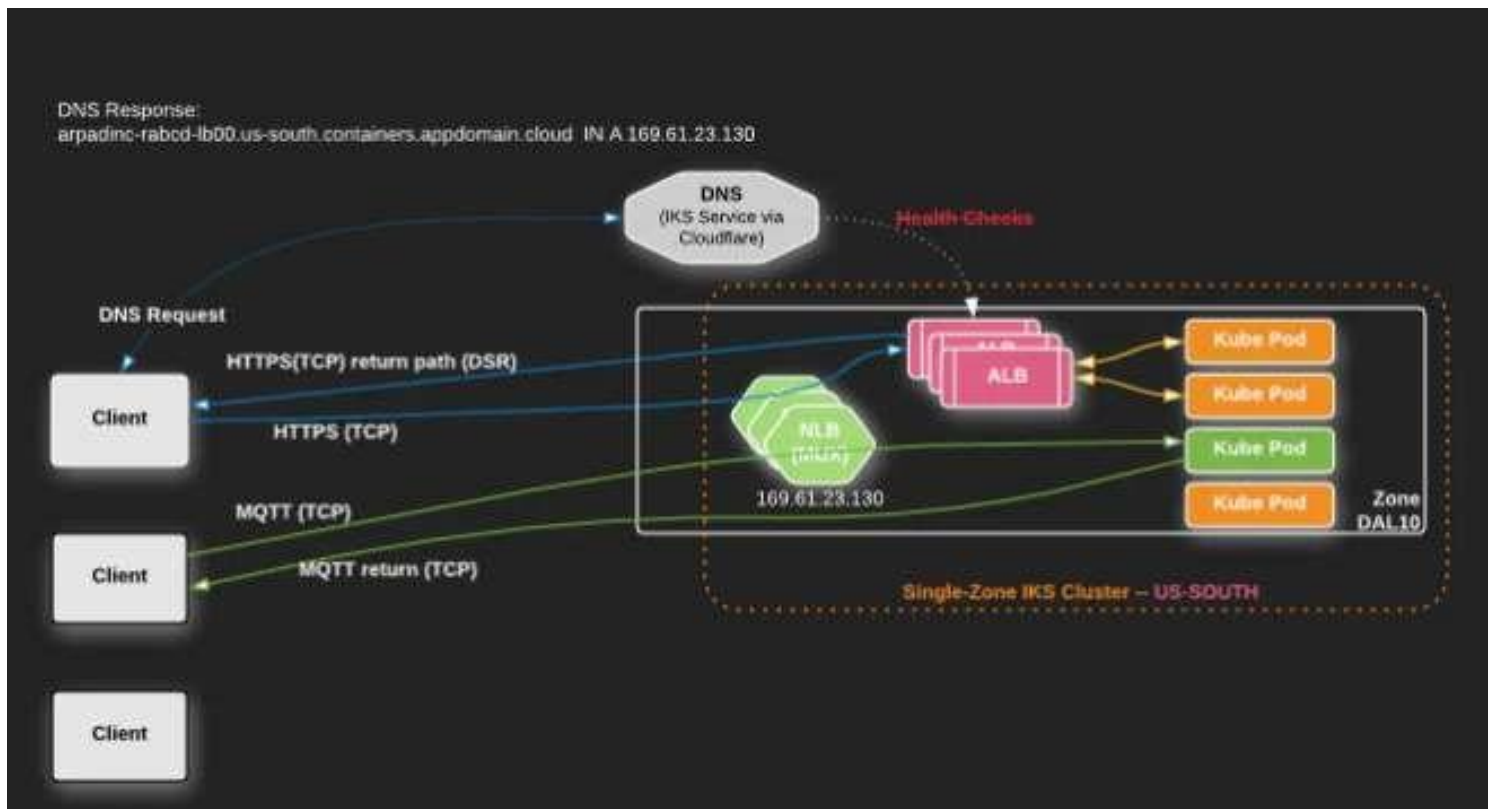 DNS Response:
arpadinc-rabcd-lb00.us-south.containers.appdomain.cloud IN A 169.61.23.130
DNS
(IKS Service via
Cloudflare)
Health Checks
DNS Request
HTTPS(TCP) return path (DSR)
Client
HTTPS (TCP)
ALB
ALB
Kube Pod
Kube Pod
Kube Pod
Kube Pod
NLB
(MUX)
169.61.23.130
Zone
DAL10
MQTT (TCP)
Client
MQTT return (TCP)
Single-Zone IKS Cluster – US-SOUTH
Client